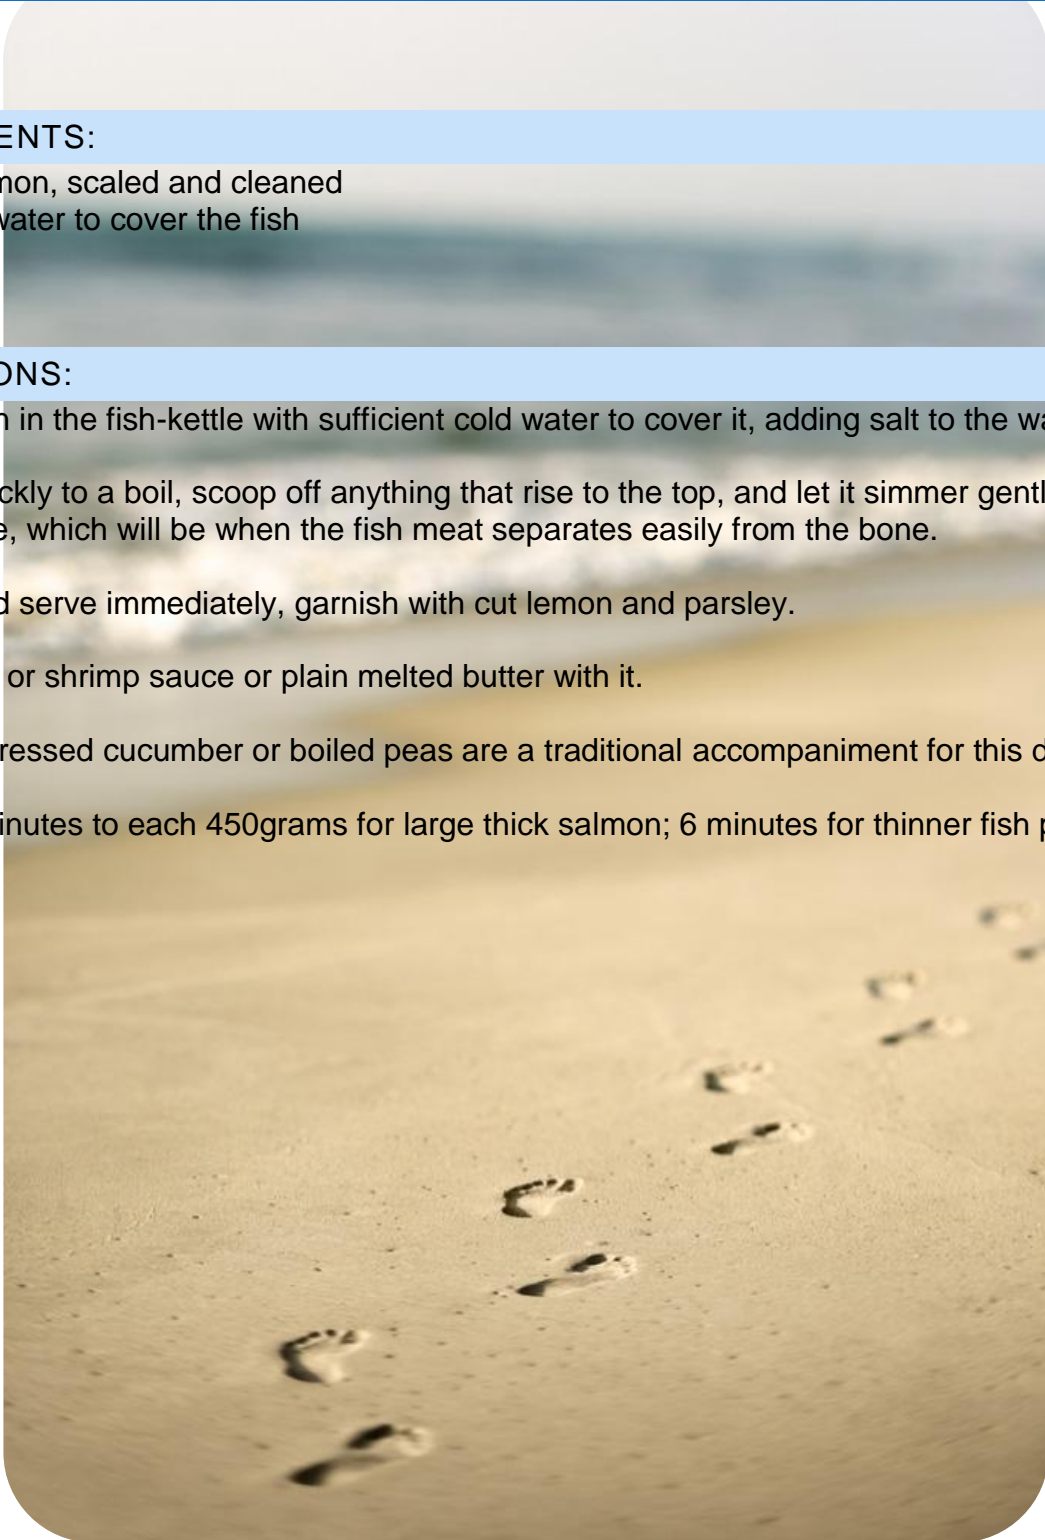 ENTS:
mon, scaled and cleaned
water to cover the fish
ONS:
in the fish-kettle with sufficient cold water to cover it, adding salt to the wa
ckly to a boil, scoop off anything that rise to the top, and let it simmer gentl
e, which will be when the fish meat separates easily from the bone.
d serve immediately, garnish with cut lemon and parsley.
or shrimp sauce or plain melted butter with it.
ressed cucumber or boiled peas are a traditional accompaniment for this d
inutes to each 450grams for large thick salmon; 6 minutes for thinner fish p